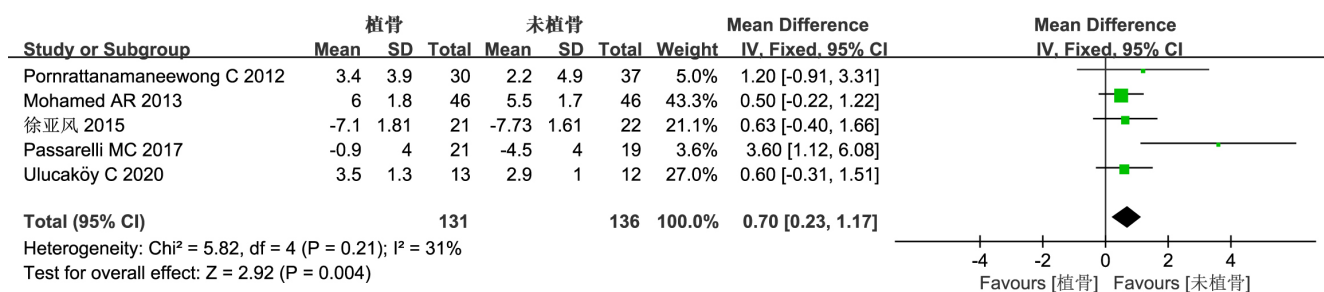 植骨 未植骨 Mean Difference Mean Difference
Study or Subgroup Mean SD Total Mean SD Total Weight IV, Fixed, 95% CI IV, Fixed, 95% CI
Pornrattanamaneewong C 2012 3.4 3.9 30 2.2 4.9 37 5.0% 1.20 [-0.91, 3.31]
Mohamed AR 2013 6 1.8 46 5.5 1.7 46 43.3% 0.50 [-0.22, 1.22]
徐亚风 2015 -7.1 1.81 21 -7.73 1.61 22 21.1% 0.63 [-0.40, 1.66]
Passarelli MC 2017 -0.9 4 21 -4.5 4 19 3.6% 3.60 [1.12, 6.08]
Ulucaköy C 2020 3.5 1.3 13 2.9 1 12 27.0% 0.60 [-0.31, 1.51]
Total (95% CI) 131 136 100.0% 0.70 [0.23, 1.17]
Heterogeneity: Chi² = 5.82, df = 4 (P = 0.21); I² = 31%
Test for overall effect: Z = 2.92 (P = 0.004)
-4 -2 0 2 4
Favours [植骨] Favours [未植骨]